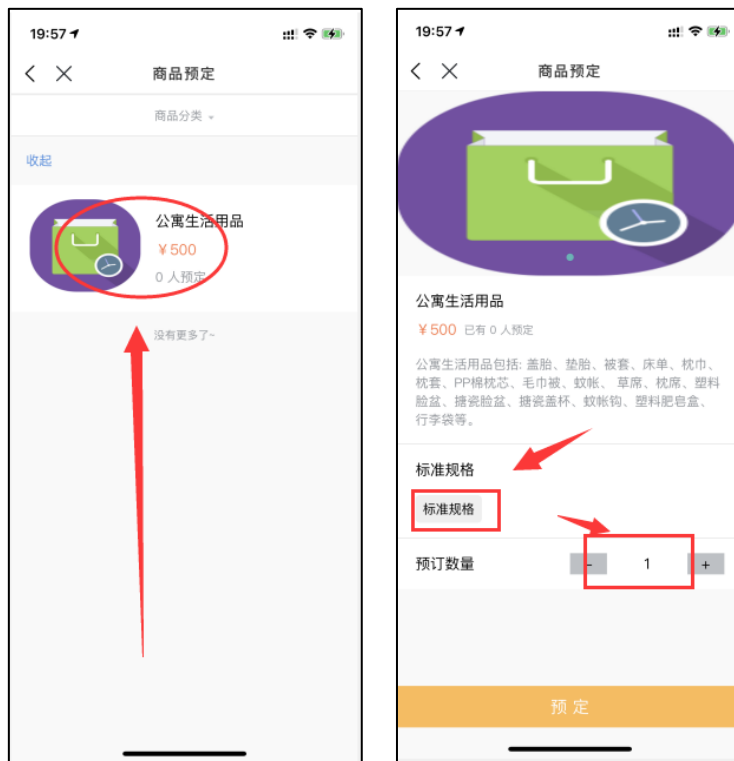 19:57
商品预定
商品分类
收起
公寓生活用品
￥500
0 人预定
没有更多了~
19:57
商品预定
公寓生活用品
￥500 已有 0 人预定
公寓生活用品包括: 盖胎、垫胎、被套、床单、枕巾、
枕套、PP棉枕芯、毛巾被、蚊帐、 草席、枕席、塑料
脸盆、搪瓷脸盆、搪瓷盖杯、蚊帐钩、塑料肥皂盒、
行李袋等。
标准规格
标准规格
预订数量 - 1 +
预 定